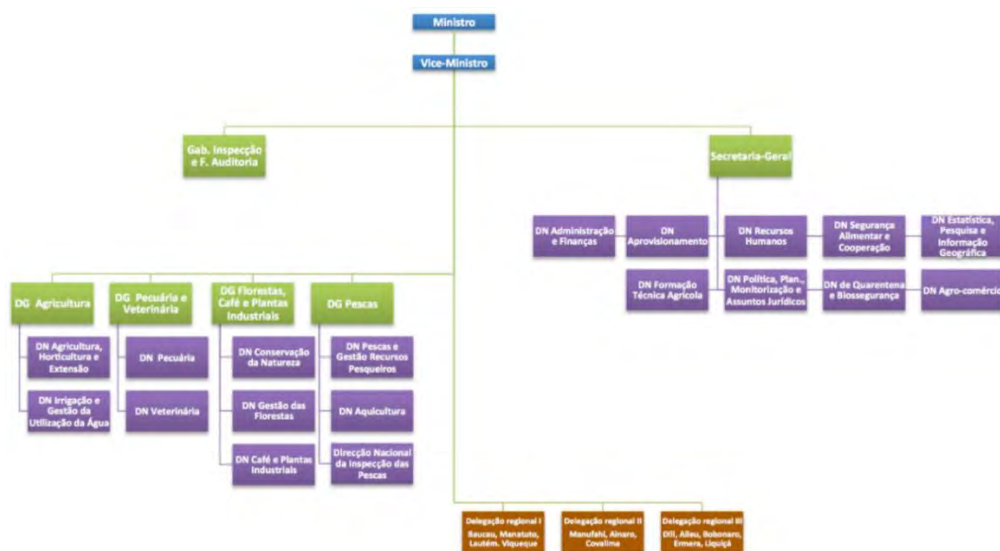 Ministro
Vice-Ministro
Gab. Inspecção
e F. Auditoria
Secretaria-Geral
DN Administração
e Finanças
DN
Aprovisionamento
DN Recursos
Humanos
DN Segurança
Alimentar e
Cooperação
DN Estatística,
Pesquisa e
Informação
Geográfica
DN Formação
Técnica Agrícola
DN Política, Plan.,
Monitorização e
Assuntos Jurídicos
DN de Quarentena
e Biossegurança
DN Agro-comércio
DG Agricultura
DG Pecuária e
Veterinária
DG Florestas,
Café e Plantas
Industriais
DG Pescas
DN Agricultura,
Horticultura e
Extensão
DN Pecuária
DN Conservação
da Natureza
DN Pescas e
Gestão Recursos
Pesqueiros
DN Irrigação e
Gestão da
Utilização da Água
DN Veterinária
DN Gestão das
Florestas
DN Aquicultura
DN Café e Plantas
Industriais
Direcção Nacional
da Inspecção das
Pescas
Delegação regional I
Baucau, Manatuto,
Lautém, Viqueque
Delegação regional II
Manufahi, Ainaro,
Covalima
Delegação regional III
Dili, Aileu, Bobonaro,
Ermera, Liquiçá